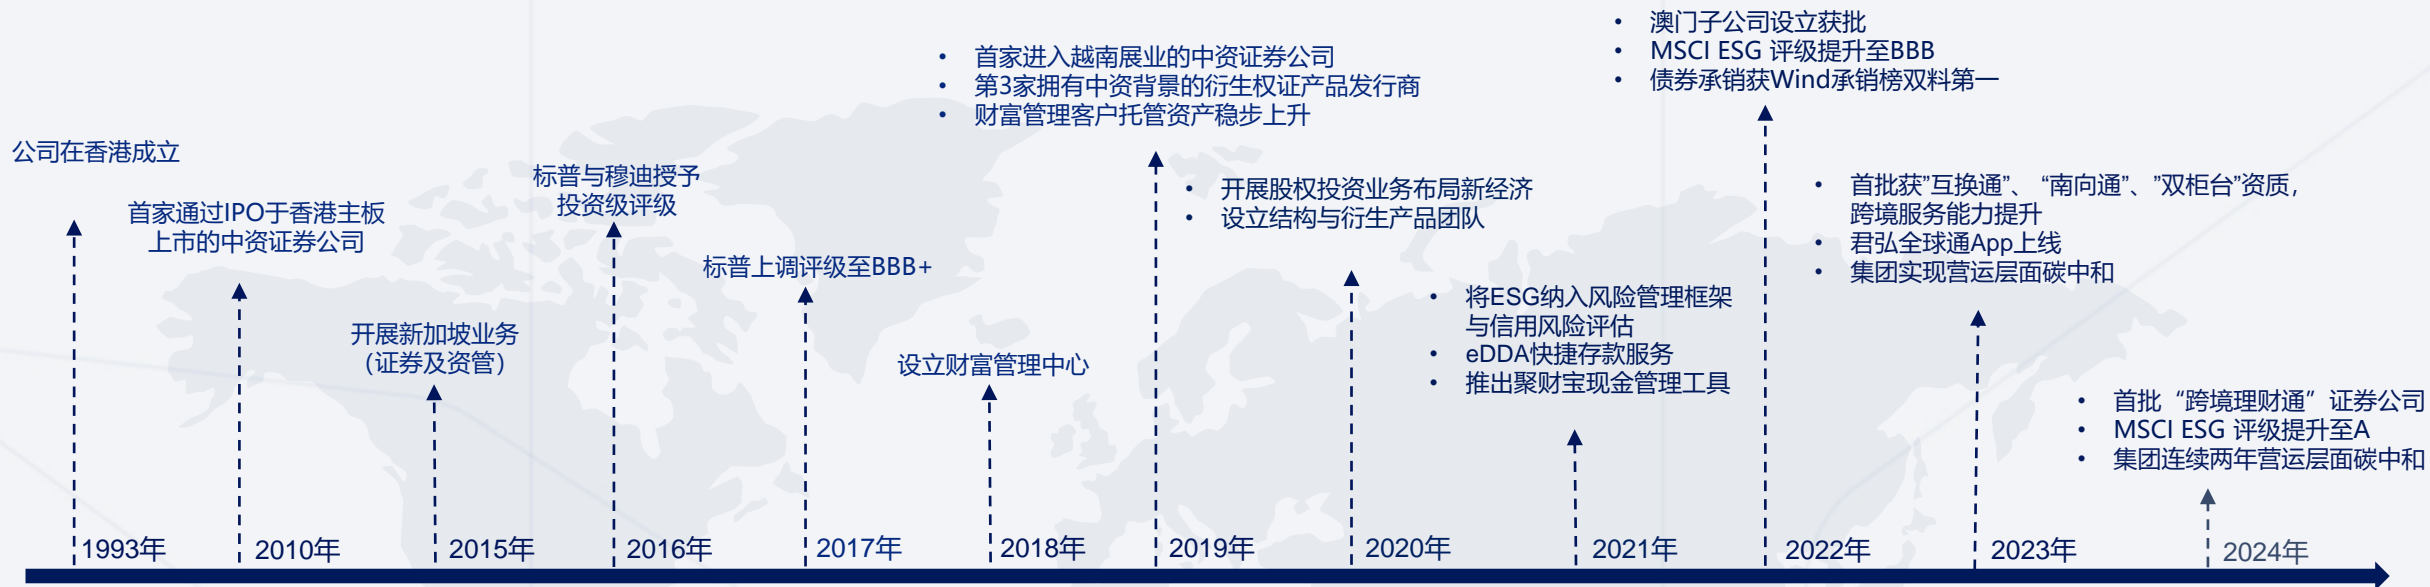 公司在香港成立
1993年
首家通过IPO于香港主板
上市的中资证券公司
2010年
开展新加坡业务
（证券及资管）
2015年
标普与穆迪授予
投资级评级
2016年
标普上调评级至BBB+
2017年
设立财富管理中心
2018年
• 首家进入越南展业的中资证券公司
• 第3家拥有中资背景的衍生权证产品发行商
• 财富管理客户托管资产稳步上升
2019年
• 开展股权投资业务布局新经济
• 设立结构与衍生产品团队
2020年
• 将ESG纳入风险管理框架
与信用风险评估
• eDDA快捷存款服务
• 推出聚财宝现金管理工具
2021年
• 澳门子公司设立获批
• MSCI ESG 评级提升至BBB
• 债券承销获Wind承销榜双料第一
2022年
• 首批获”互换通”、 “南向通”、”双柜台”资质，
跨境服务能力提升
• 君弘全球通App上线
• 集团实现营运层面碳中和
2023年
• 首批“跨境理财通”证券公司
• MSCI ESG 评级提升至A
• 集团连续两年营运层面碳中和
2024年